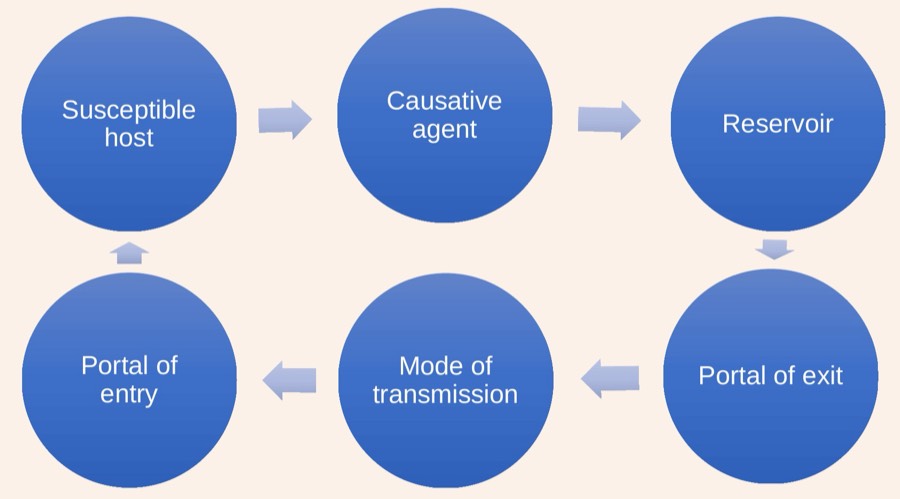 Susceptible
host
Causative
agent
Reservoir
Portal of
entry
Mode of
transmission
Portal of exit